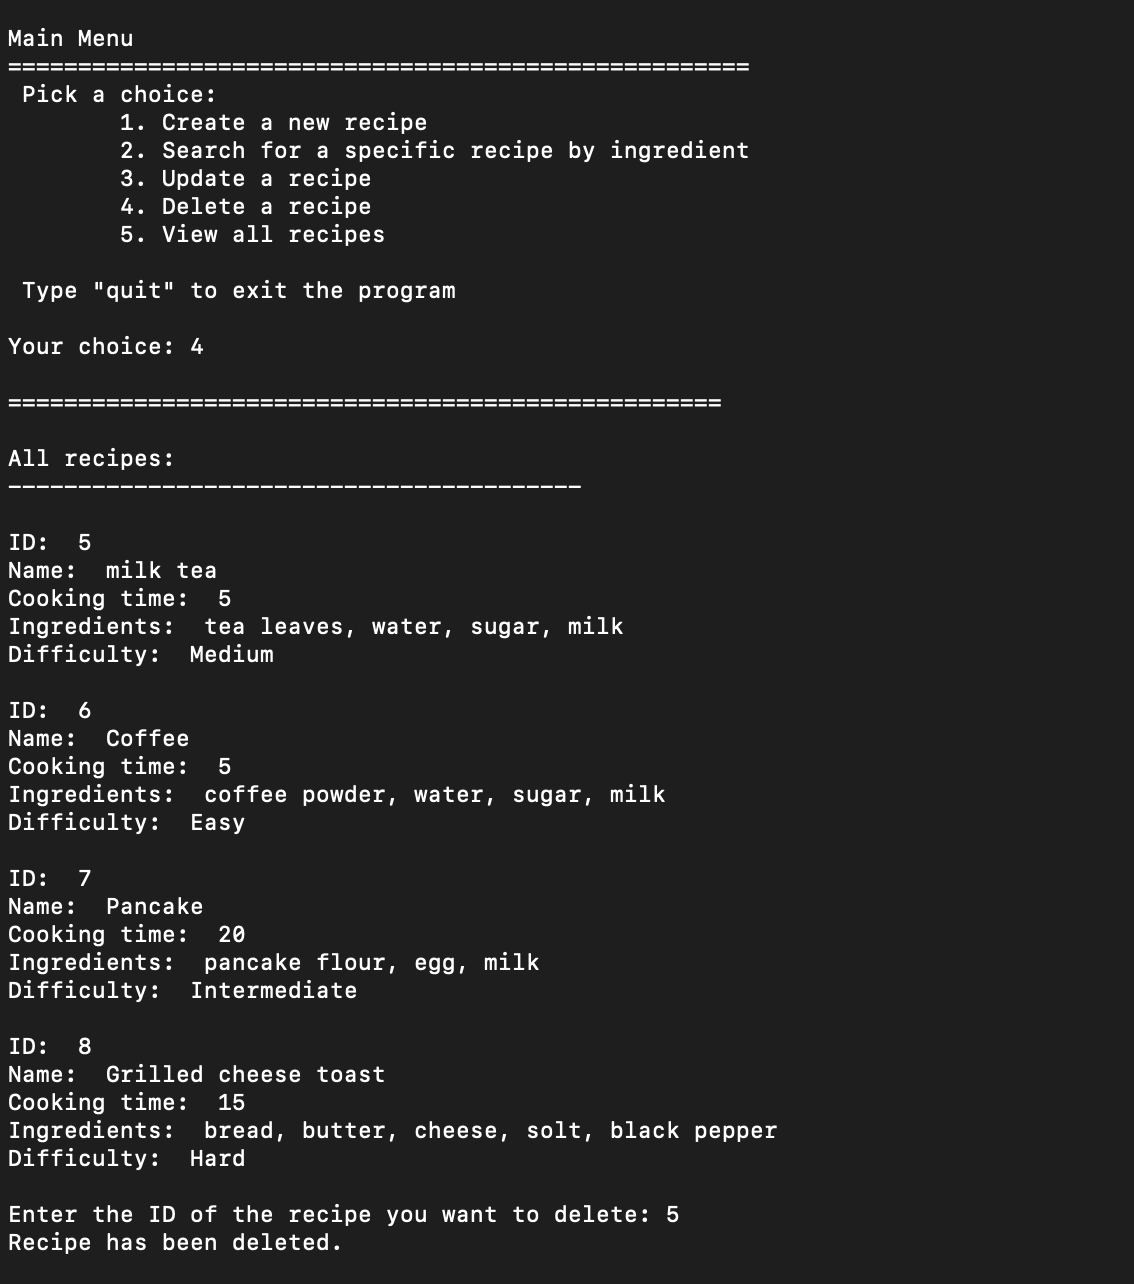 Main Menu
=====================================================
 Pick a choice:
        1. Create a new recipe
        2. Search for a specific recipe by ingredient
        3. Update a recipe
        4. Delete a recipe
        5. View all recipes

 Type "quit" to exit the program

Your choice: 4

===================================================

All recipes:
-----------------------------------------

ID:  5
Name:  milk tea
Cooking time:  5
Ingredients:  tea leaves, water, sugar, milk
Difficulty:  Medium

ID:  6
Name:  Coffee
Cooking time:  5
Ingredients:  coffee powder, water, sugar, milk
Difficulty:  Easy

ID:  7
Name:  Pancake
Cooking time:  20
Ingredients:  pancake flour, egg, milk
Difficulty:  Intermediate

ID:  8
Name:  Grilled cheese toast
Cooking time:  15
Ingredients:  bread, butter, cheese, solt, black pepper
Difficulty:  Hard

Enter the ID of the recipe you want to delete: 5
Recipe has been deleted.